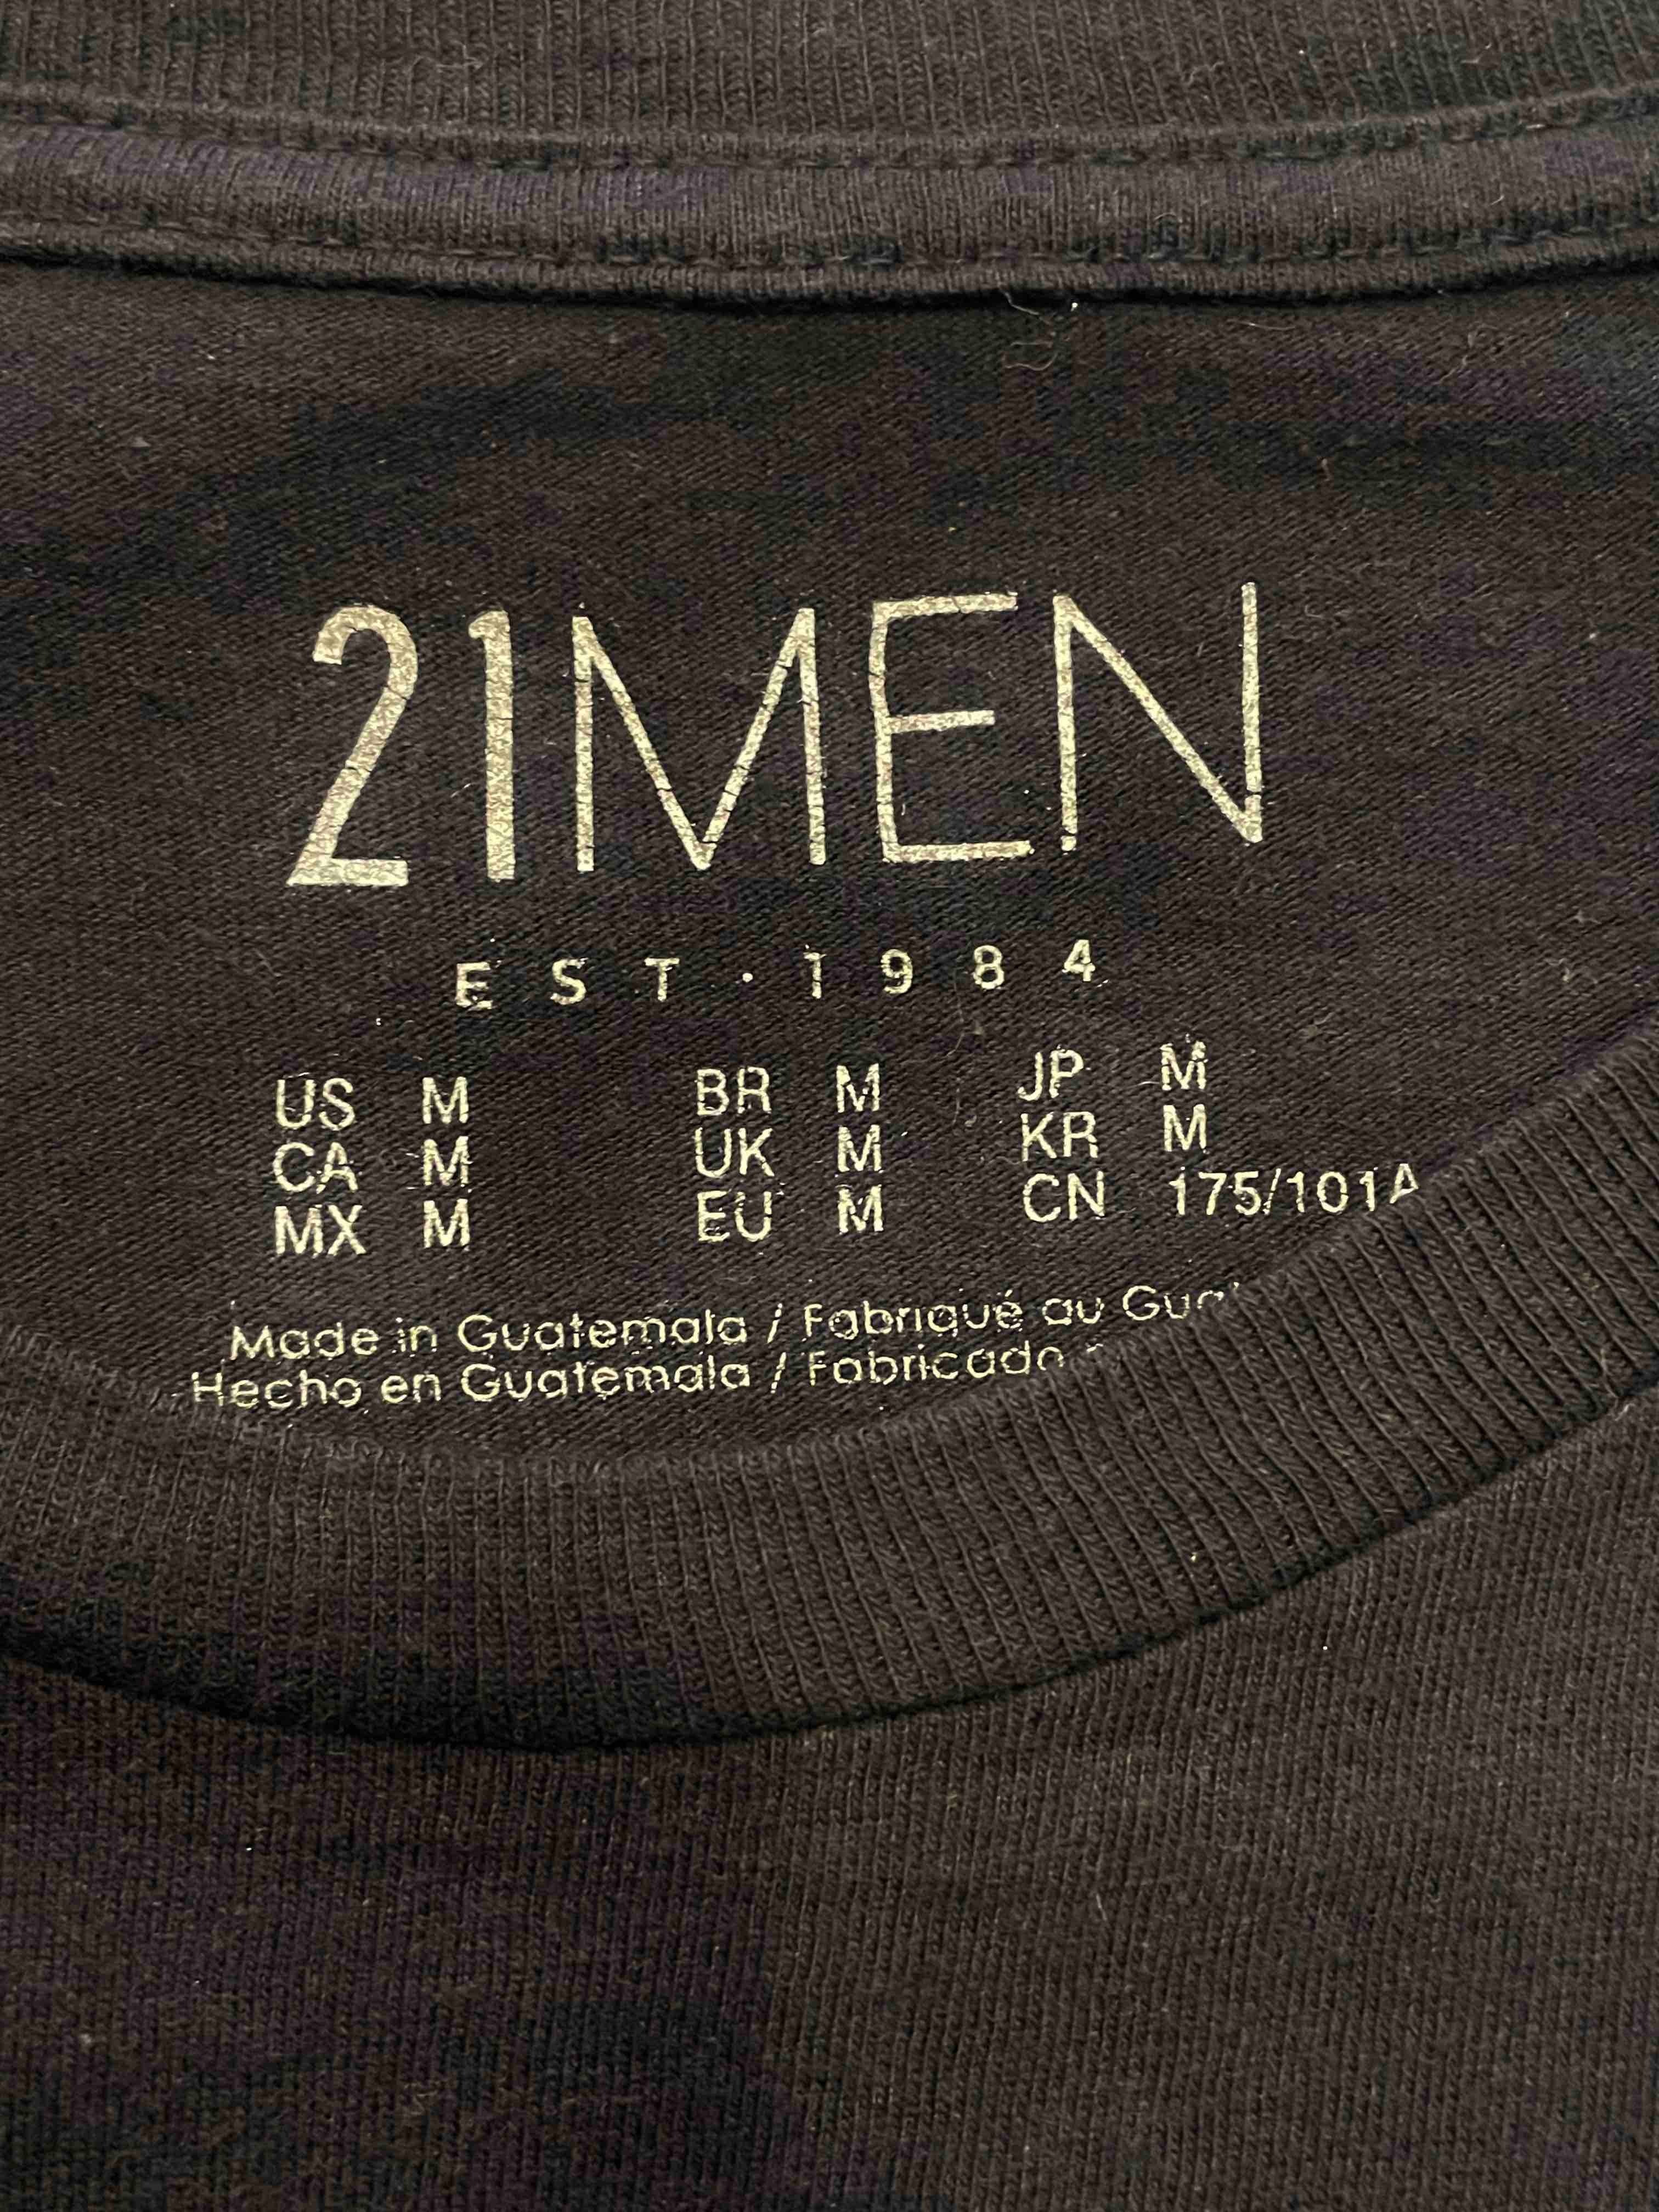 21MEN
EST·1984
US M BR M JP M
CA M UK M KR M
MX M EU M CN 175/101A
Made in Guatemala / Fabriqué au
Hecho en Guatemala / Fabricado